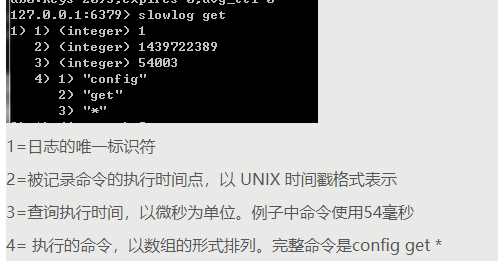 127.0.0.1:6379> slowlog get
1) 1) (integer) 1
2) (integer) 1439722389
3) (integer) 54003
4) 1) "config"
2) "get"
3) "*"
1=日志的唯一标识符
2=被记录命令的执行时间点，以 UNIX 时间戳格式表示
3=查询执行时间，以微秒为单位。例子中命令使用54毫秒
4= 执行的命令，以数组的形式排列。完整命令是config get *